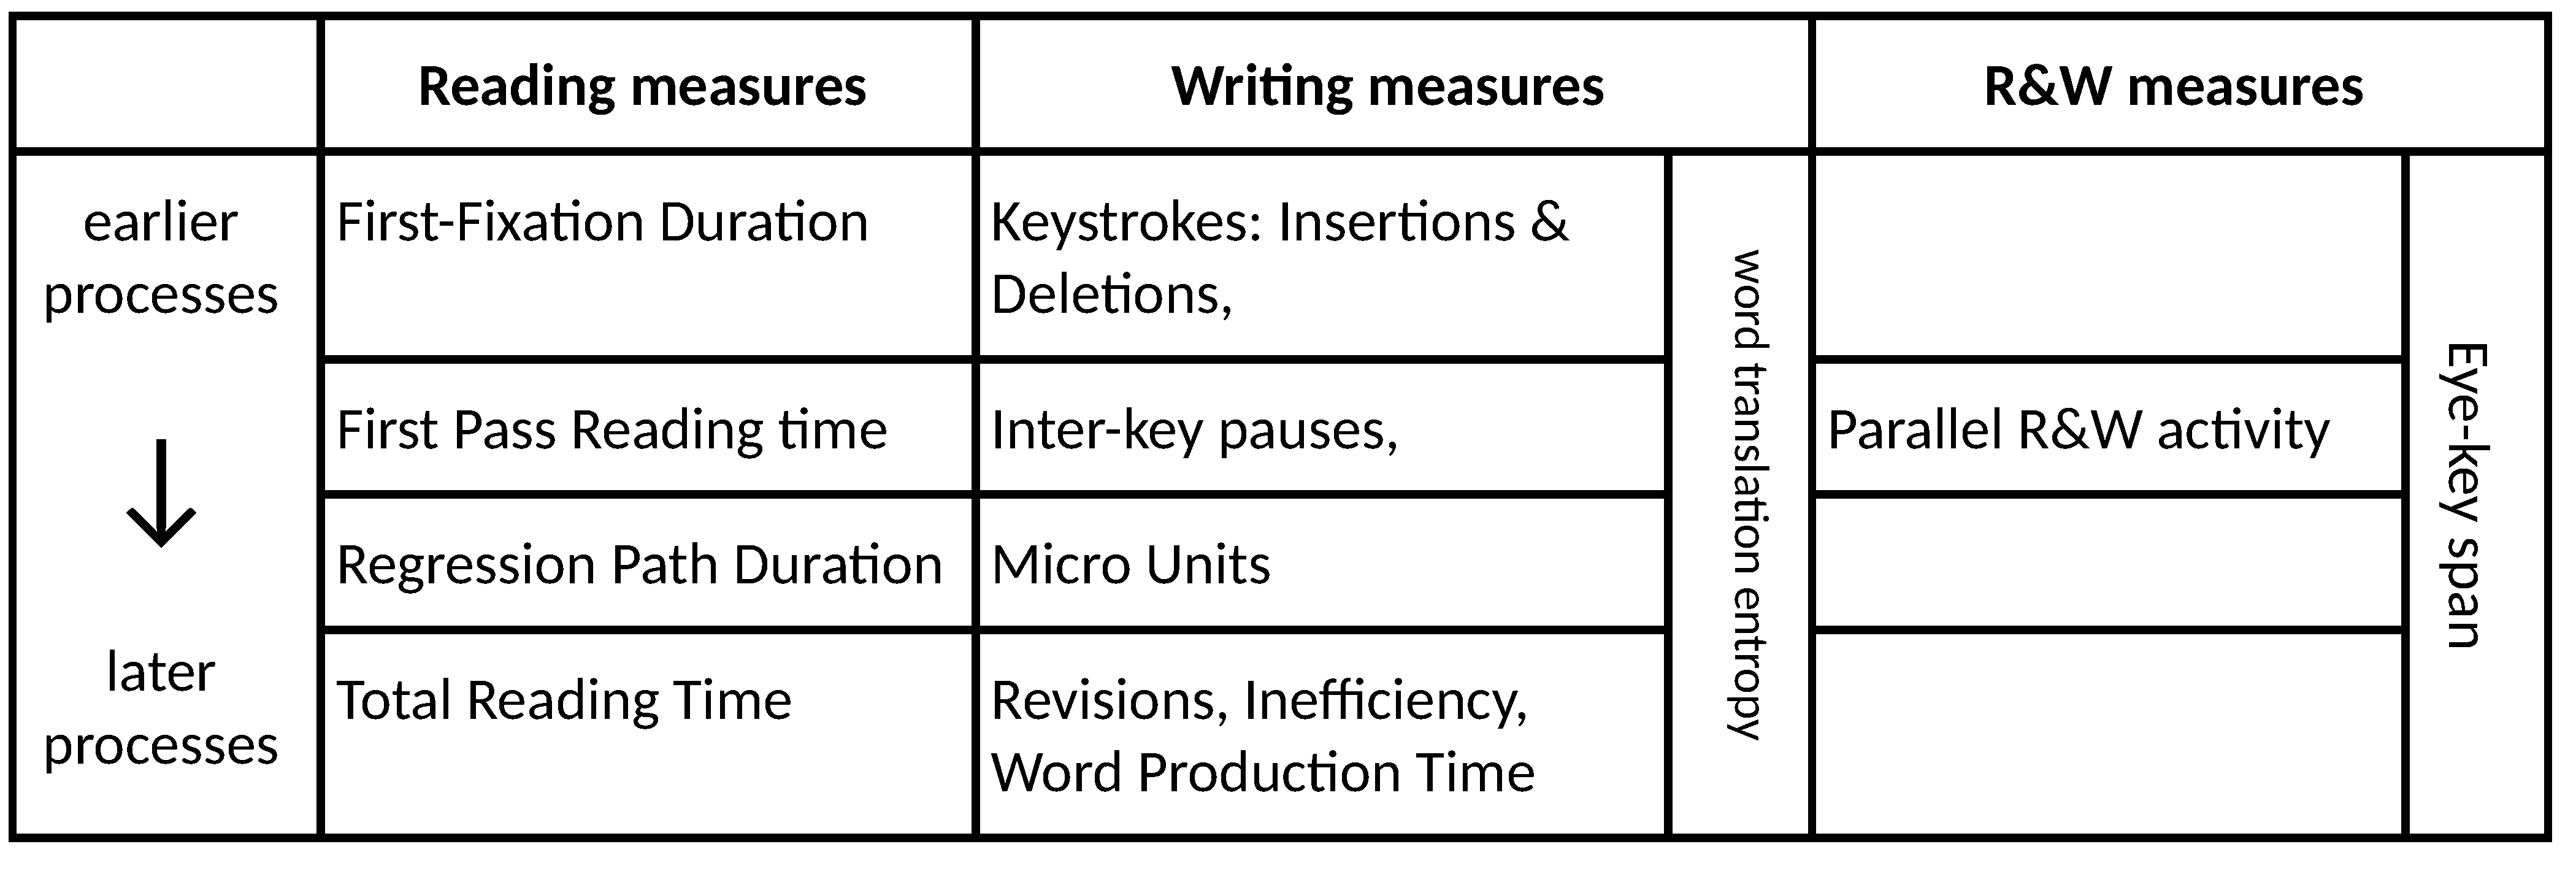 Reading measures
Writing measures
R&W measures
earlier
processes
↓
later
processes
First-Fixation Duration
Keystrokes: Insertions &
Deletions,
First Pass Reading time
Inter-key pauses,
Parallel R&W activity
Regression Path Duration
Micro Units
Total Reading Time
Revisions, Inefficiency,
Word Production Time
word translation entropy
Eye-key span